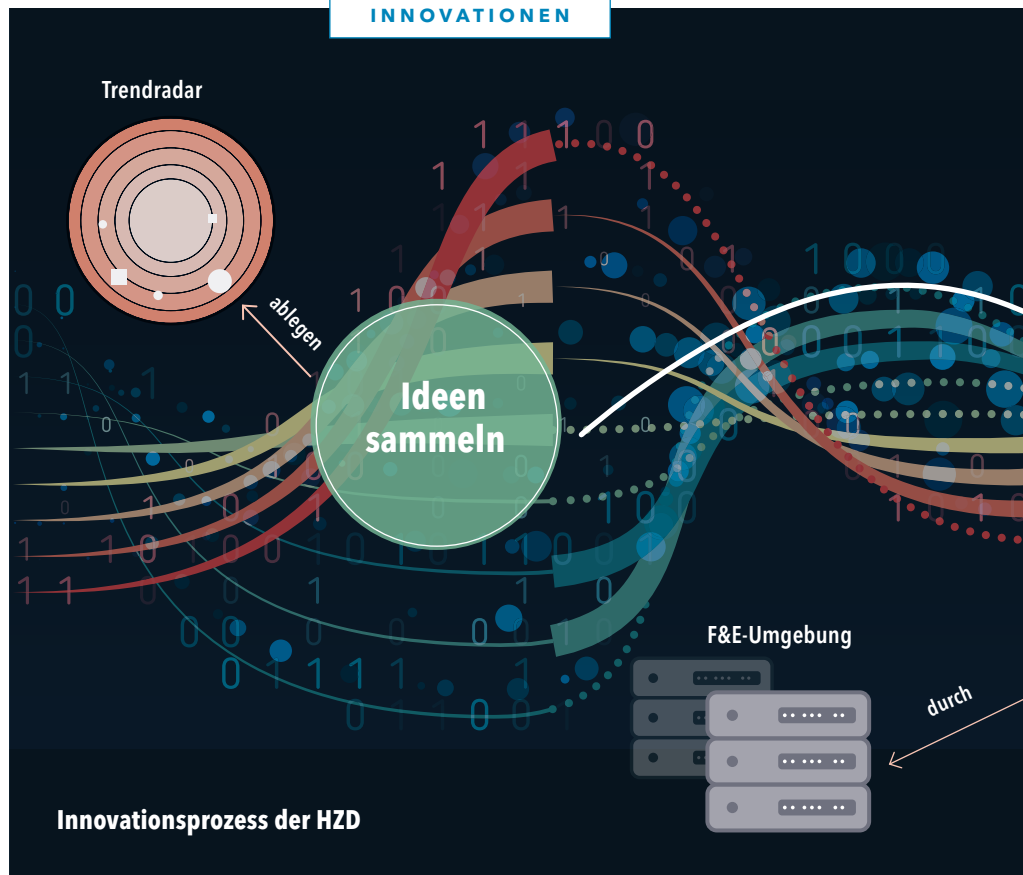 INNOVATIONEN
Trendradar
ablegen
Ideen
sammeln
F&E-Umgebung
durch
Innovationsprozess der HZD